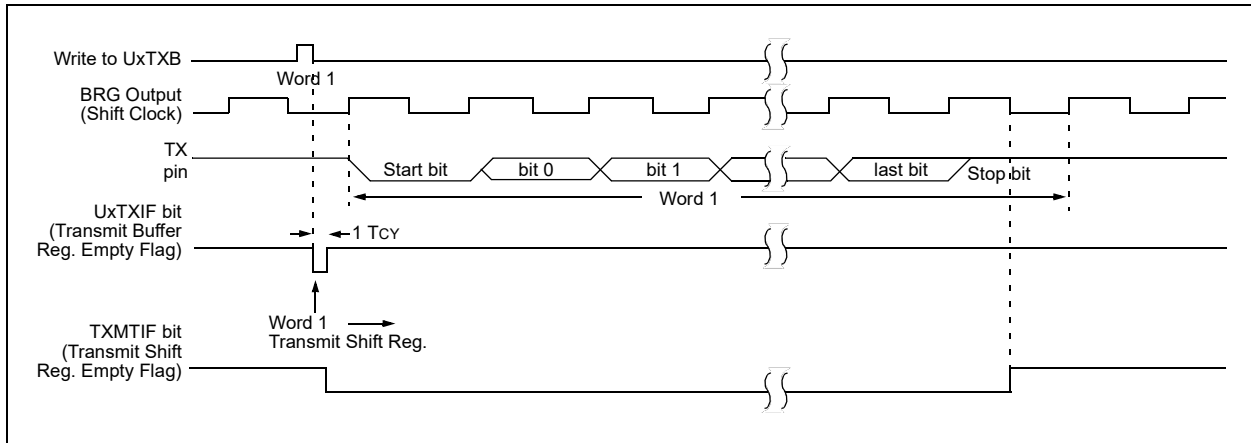 Write to UxTXB
Word 1
BRG Output
(Shift Clock)
TX
pin
Start bit
bit 0
bit 1
last bit
Stop bit
Word 1
UxTXIF bit
(Transmit Buffer
Reg. Empty Flag)
1 TCY
Word 1
Transmit Shift Reg.
TXMTIF bit
(Transmit Shift
Reg. Empty Flag)